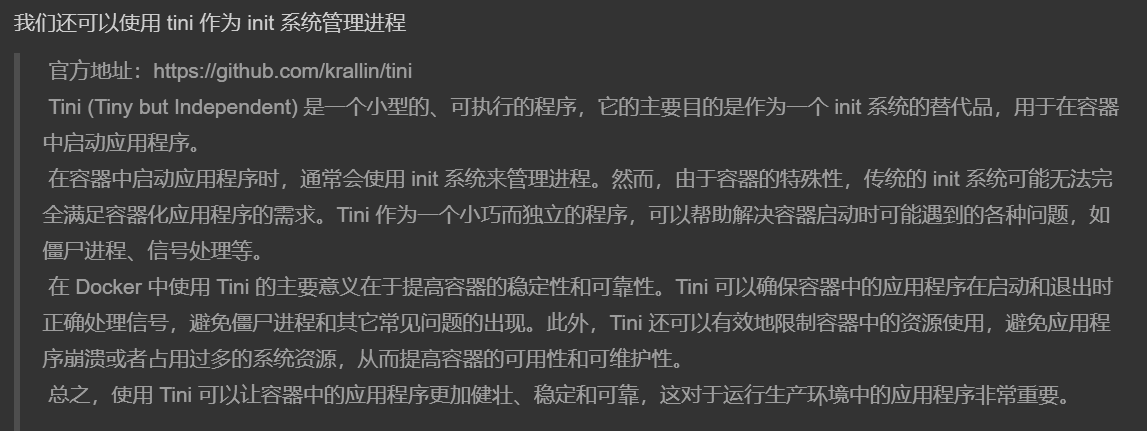 我们还可以使用 tini 作为 init 系统管理进程
官方地址：https://github.com/krallin/tini
Tini (Tiny but Independent) 是一个小型的、可执行的程序，它的主要目的是作为一个 init 系统的替代品，用于在容器
中启动应用程序。
在容器中启动应用程序时，通常会使用 init 系统来管理进程。然而，由于容器的特殊性，传统的 init 系统可能无法完
全满足容器化应用程序的需求。Tini 作为一个小巧而独立的程序，可以帮助解决容器启动时可能遇到的各种问题，如
僵尸进程、信号处理等。
在 Docker 中使用 Tini 的主要意义在于提高容器的稳定性和可靠性。Tini 可以确保容器中的应用程序在启动和退出时
正确处理信号，避免僵尸进程和其它常见问题的出现。此外，Tini 还可以有效地限制容器中的资源使用，避免应用程
序崩溃或者占用过多的系统资源，从而提高容器的可用性和可维护性。
总之，使用 Tini 可以让容器中的应用程序更加健壮、稳定和可靠，这对于运行生产环境中的应用程序非常重要。